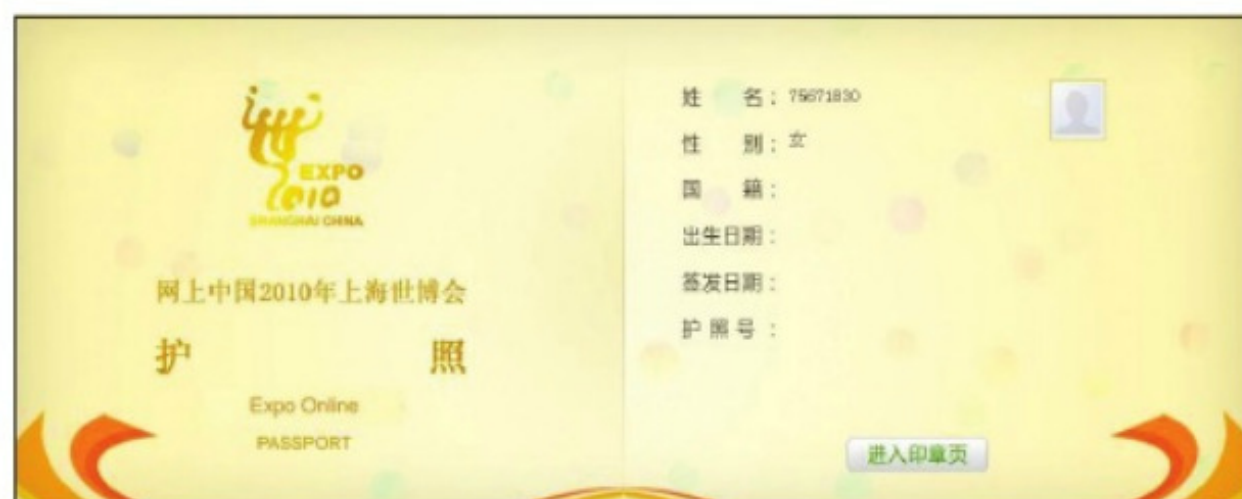 EXPO
2010
SHANGHAI CHINA
网上中国2010年上海世博会
护 照
Expo Online
PASSPORT
姓 名：75671830
性 别：女
国 籍：
出生日期：
签发日期：
护 照 号 ：
进入印章页